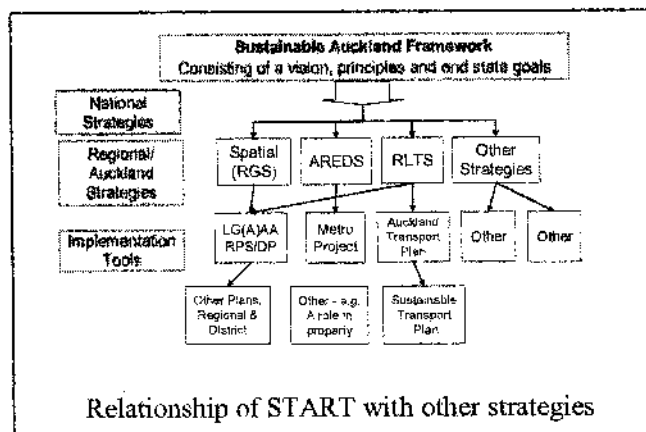 Sustainable Auckland Framework
Consisting of a vision, principles and end state goals
National
Strategies
Regional/
Auckland
Strategies
Spatial
(RGS)
AREDS
RLTS
Other
Strategies
Implementation
Tools
LG(A)AA
RPS/DP
Metro
Project
Auckland
Transport
Plan
Other
Other
Other Plans,
Regional &
District
Other - e.g.
A role in
property
Sustainable
Transport
Plan
Relationship of START with other strategies